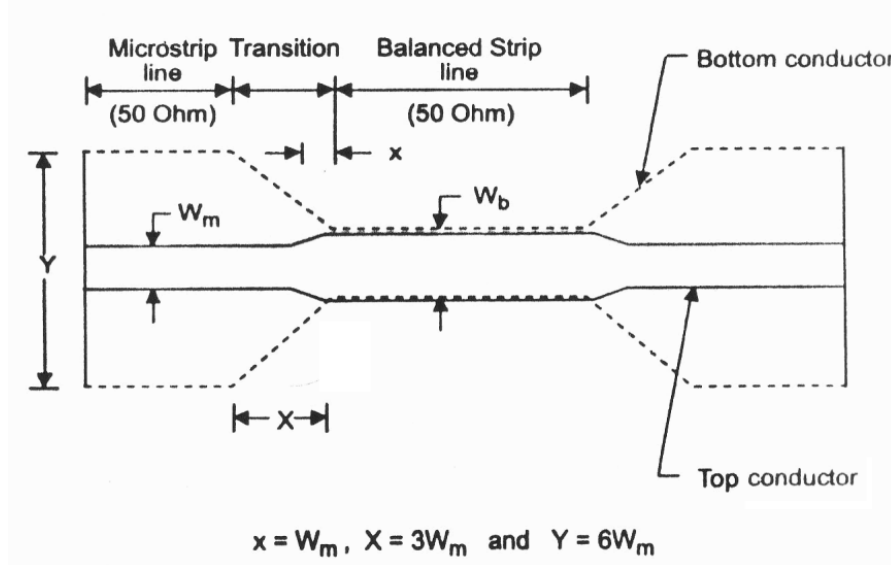 Microstrip Transition Balanced Strip
line line
(50 Ohm) (50 Ohm)
Bottom conductor
x
Wm
Wb
Y
X
Top conductor
x = Wm, X = 3Wm and Y = 6Wm